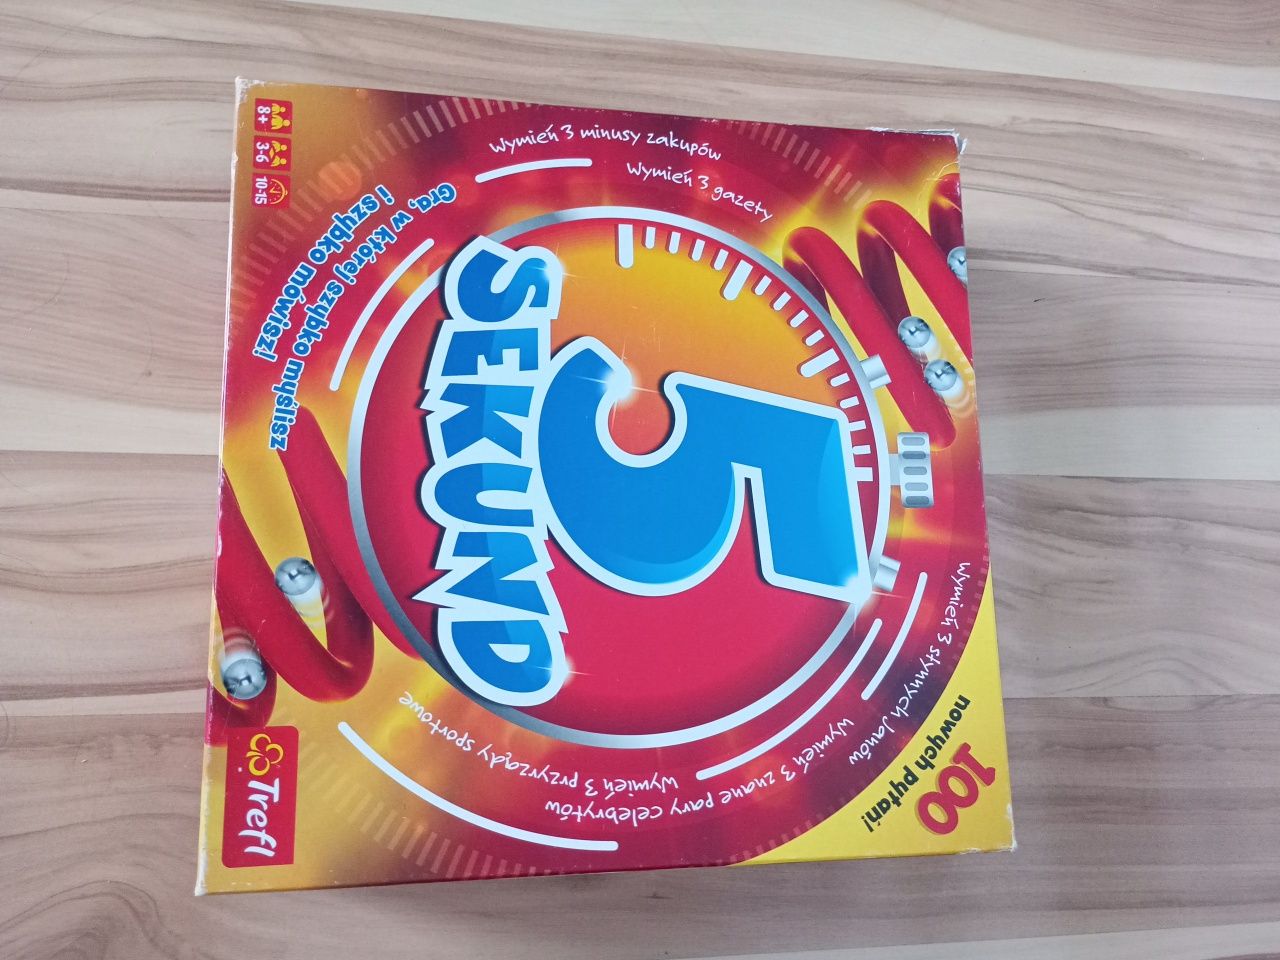 100
nowych pytań!
Wymień 3 minusy zakupów
Wymień 3 gazety
Wymień 3 słynnych Janów
Wymień 3 znane pary celebrytów
Wymień 3 przyrządy sportowe
5
SEKUND
Gra, w której szybko myślisz
i szybko mówisz!
8+
3-6
10-15
Trefl